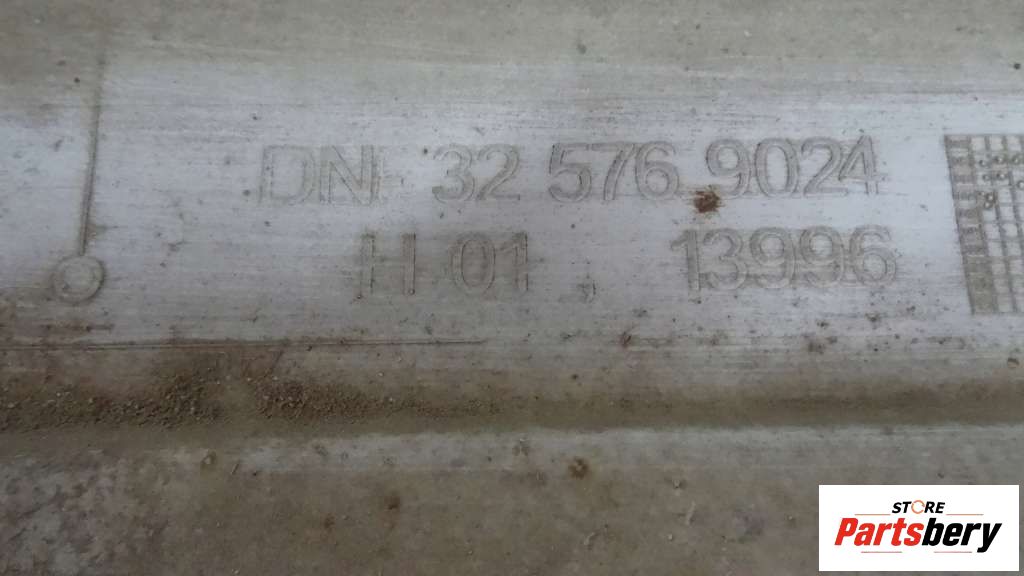 DN- 32 576 9024
H 01 , 13996
STORE
Partsbery